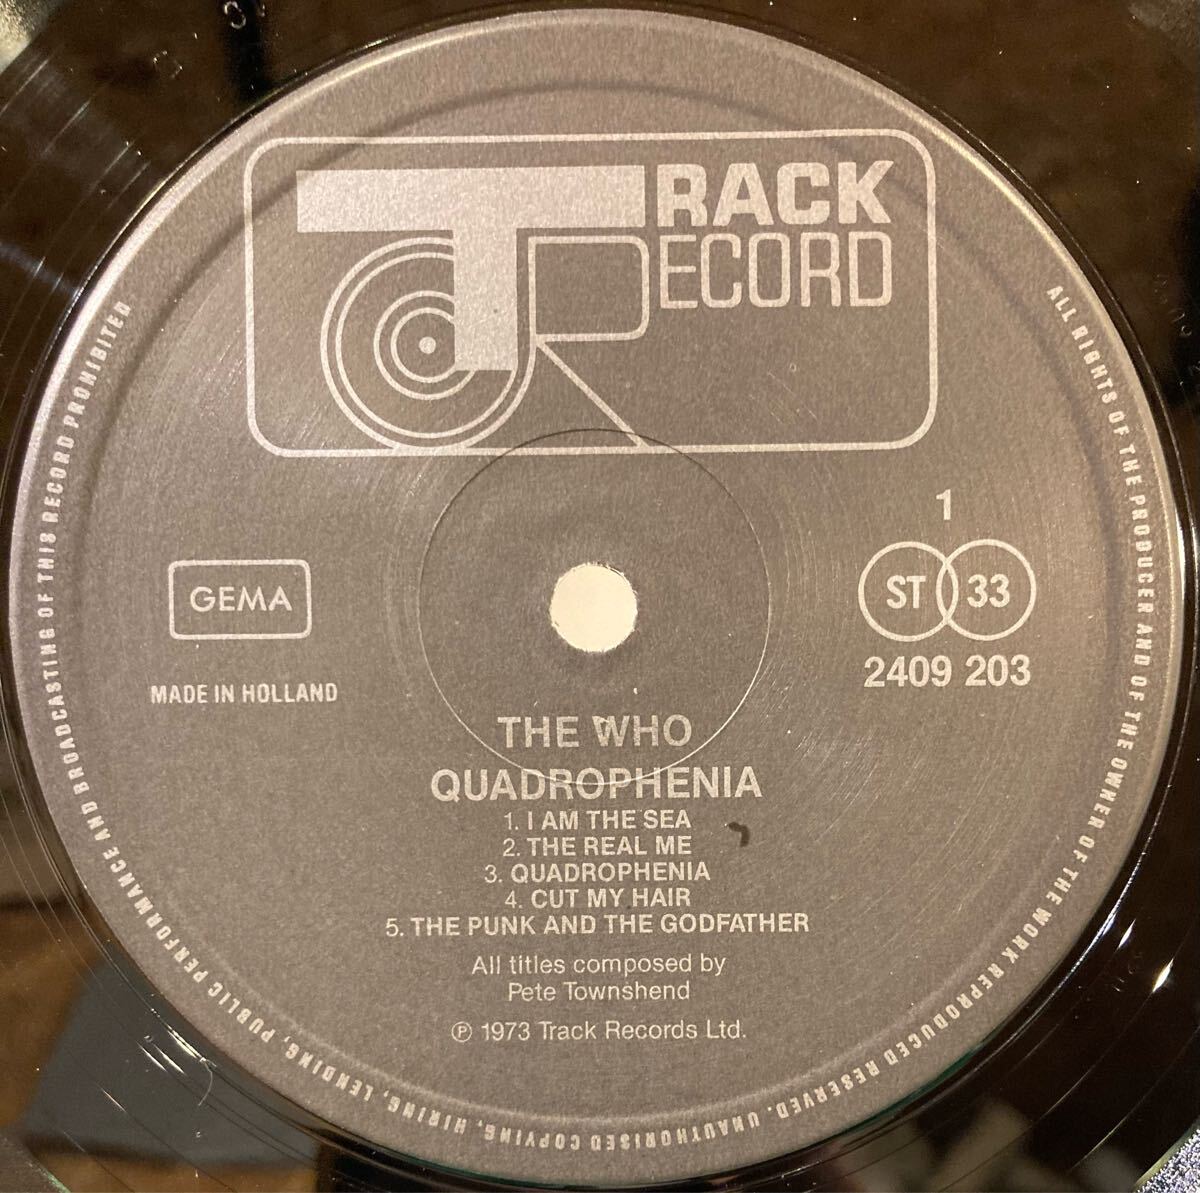 TRACK
RECORD
1
ST 33
2409 203
GEMA
MADE IN HOLLAND
THE WHO
QUADROPHENIA
1. I AM THE SEA
2. THE REAL ME
3. QUADROPHENIA
4. CUT MY HAIR
5. THE PUNK AND THE GODFATHER
All titles composed by
Pete Townshend
℗ 1973 Track Records Ltd.
ALL RIGHTS OF THE PRODUCER AND OF THE OWNER OF THE WORK REPRODUCED RESERVED. UNAUTHORISED COPYING, HIRING, LENDING, PUBLIC PERFORMANCE AND BROADCASTING OF THIS RECORD PROHIBITED